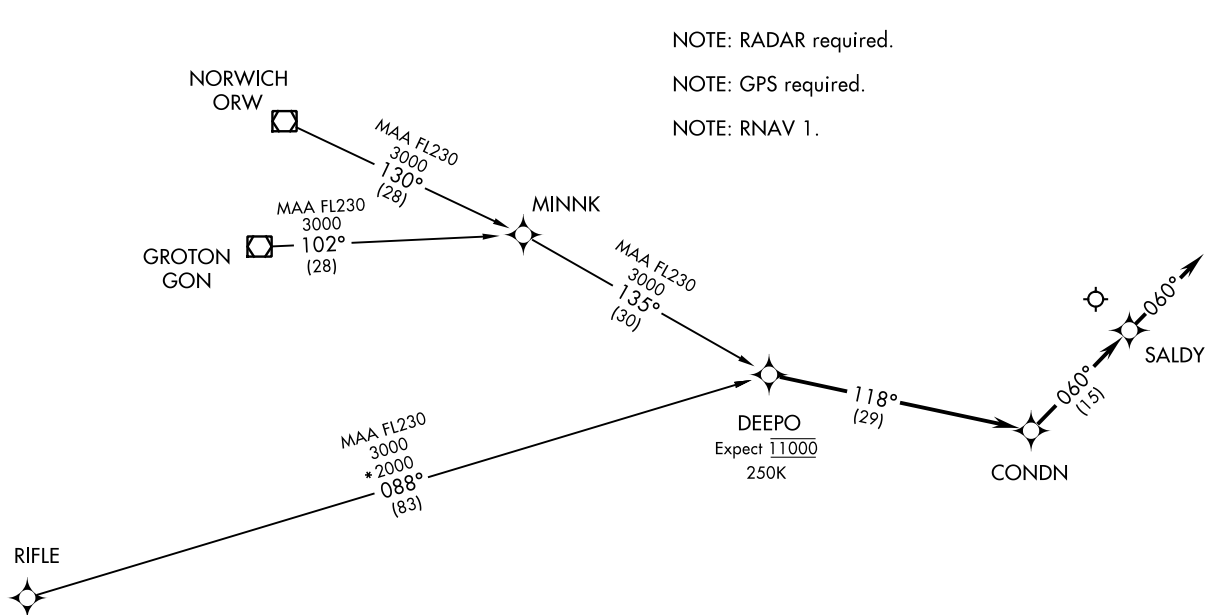 NOTE: RADAR required.
NOTE: GPS required.
NOTE: RNAV 1.
NORWICH
ORW
MAA FL230
3000
130°
(28)
MINNK
GROTON
GON
MAA FL230
3000
102°
(28)
MAA FL230
3000
135°
(30)
060°
SALDY
060°
(15)
118°
(29)
DEEPO
Expect 11000
250K
CONDN
MAA FL230
3000
*2000
088°
(83)
RIFLE